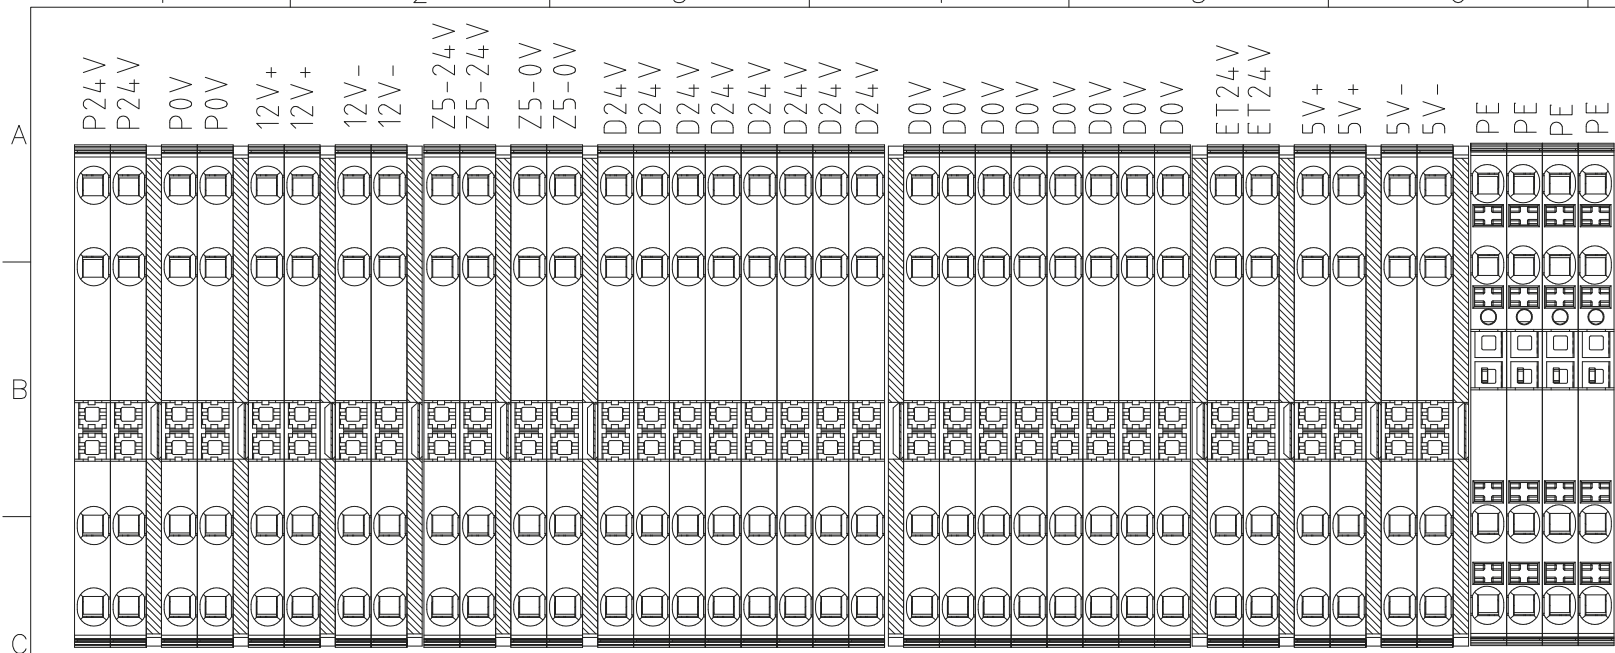 P24V
P24V
P0V
P0V
12V+
12V+
12V-
12V-
Z5-24V
Z5-24V
Z5-0V
Z5-0V
D24V
D24V
D24V
D24V
D24V
D24V
D24V
D24V
D0V
D0V
D0V
D0V
D0V
D0V
D0V
D0V
ET24V
ET24V
5V+
5V+
5V-
5V-
PE
PE
PE
PE
A
B
C